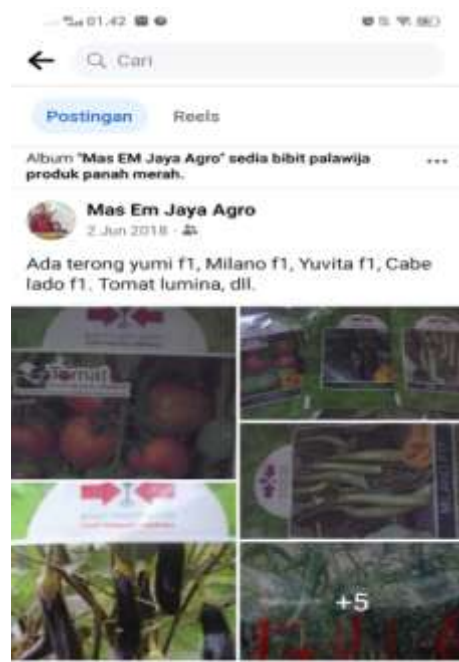 01.42
Cari
Postingan Reels
Album "Mas EM Jaya Agro" sedia bibit palawija
produk panah merah.
Mas Em Jaya Agro
2 Jun 2018
Ada terong yumi f1, Milano f1, Yuvita f1, Cabe
lado f1. Tomat lumina, dll.
Tomat
+5